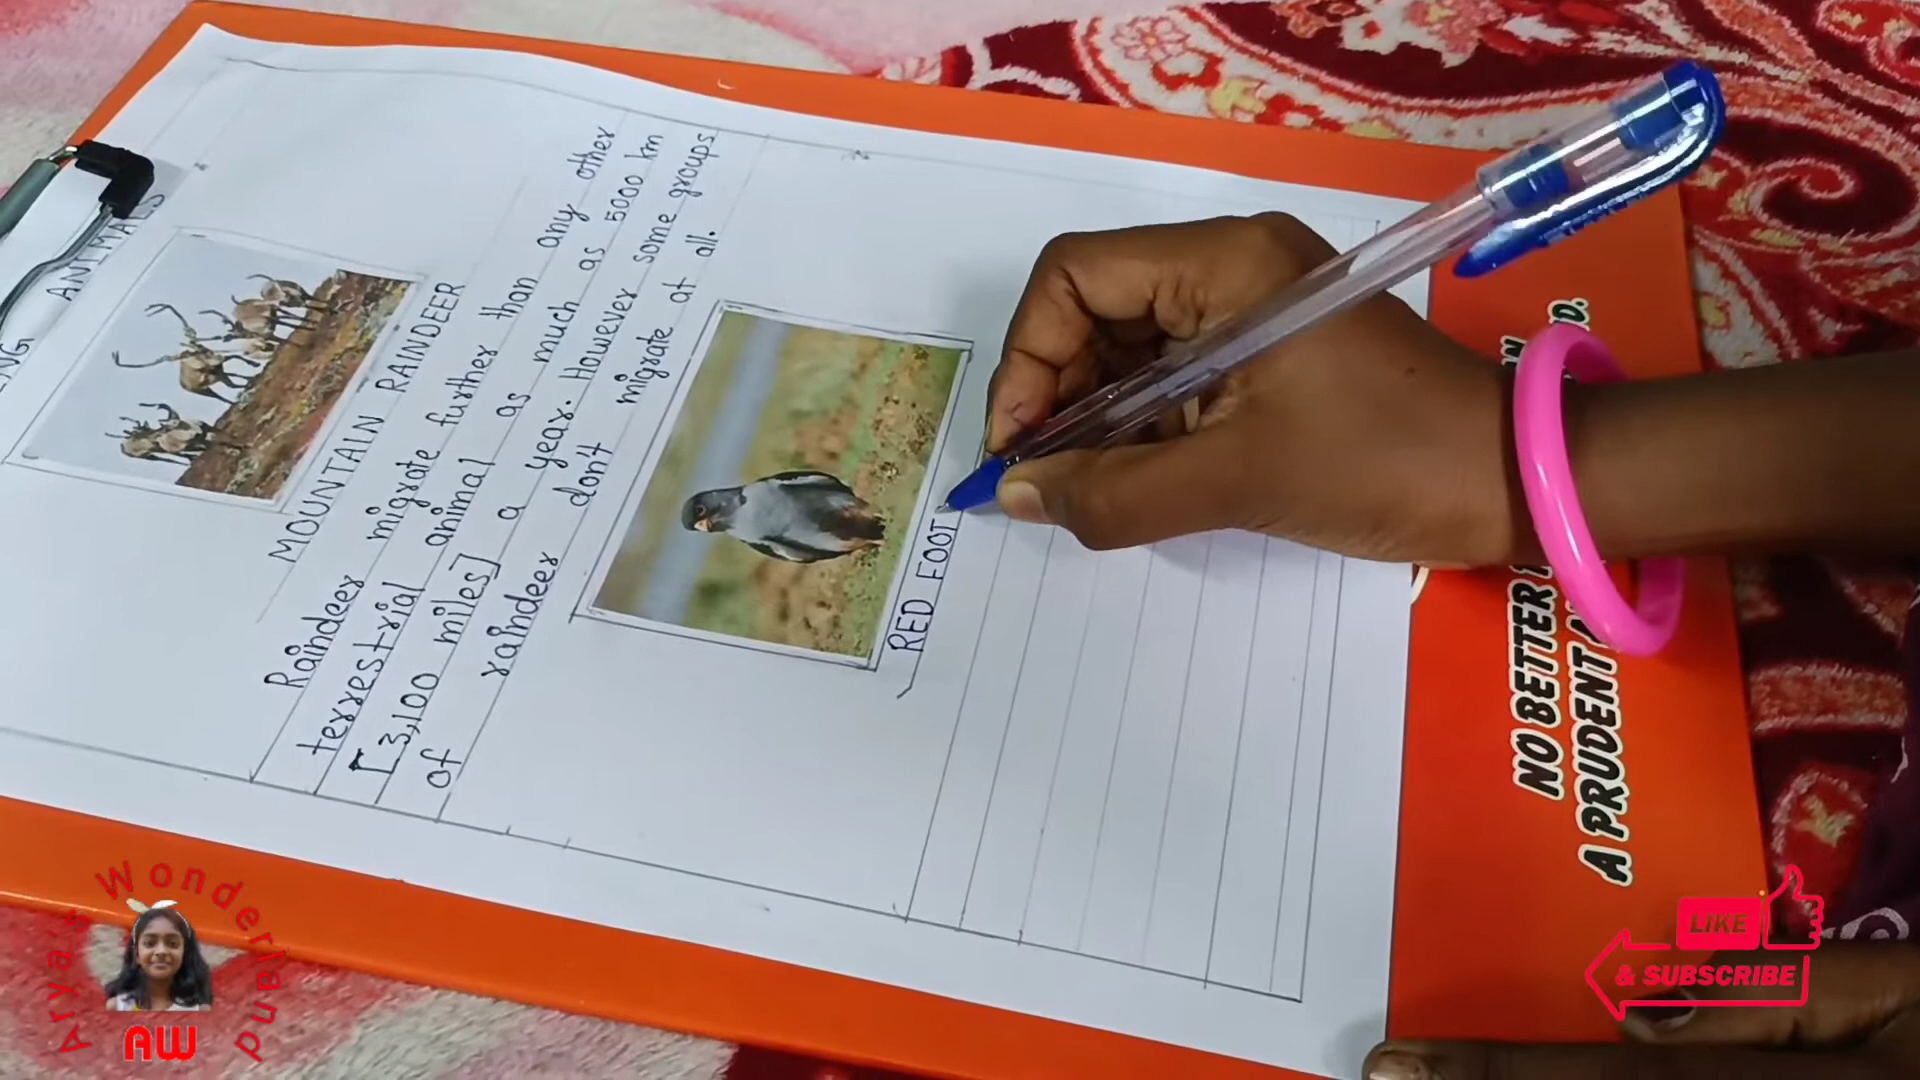 ANIMALS
MOUNTAIN RAINDEER
Raindeer migrate further than any other
terrestrial animal as much as 5000 km
[3,100 miles] a year. However some groups
of raindeer don't migrate at all.
RED FOOT
NO BETTER
A PRUDENT
Arya's Wonderland
AW
LIKE
& SUBSCRIBE